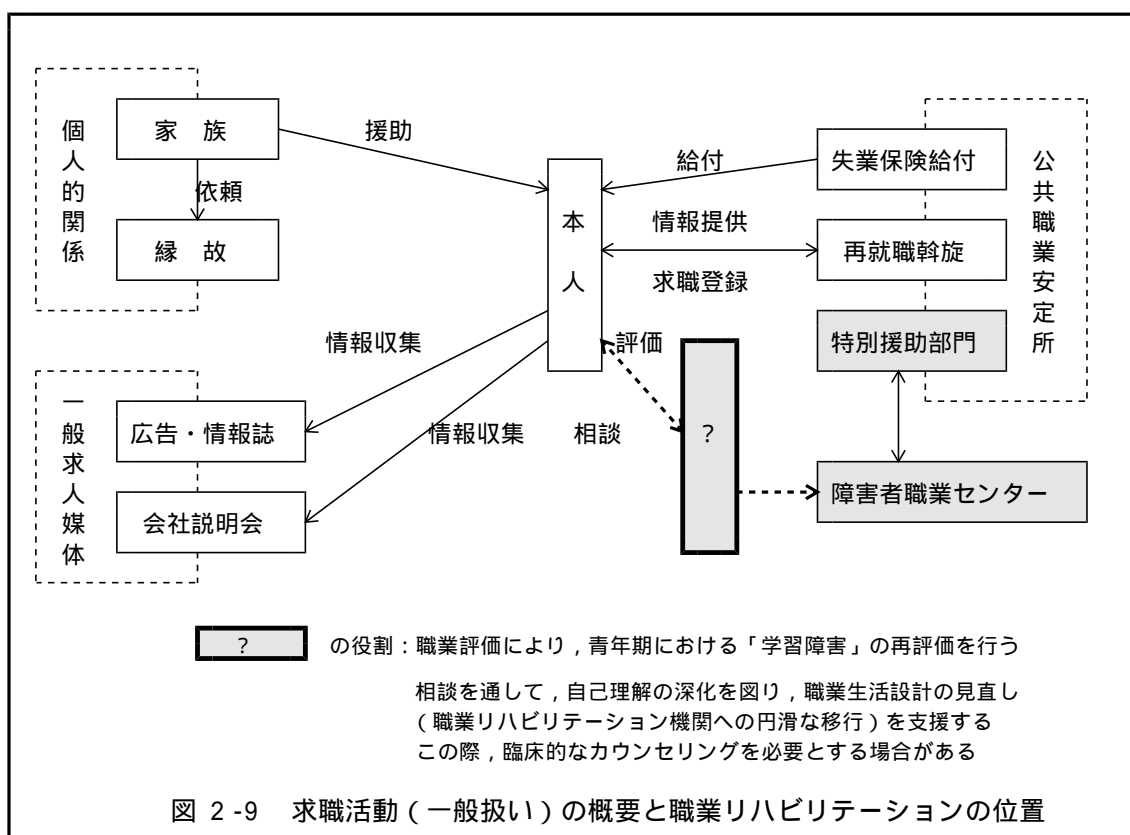 個人的関係
家 族
援助
依頼
縁 故
本人
給付
失業保険給付
情報提供
再就職斡旋
求職登録
公共職業安定所
特別援助部門
情報収集
評価
一般求人媒体
広告・情報誌
情報収集
相談
?
障害者職業センター
会社説明会
? の役割:職業評価により,青年期における「学習障害」の再評価を行う
相談を通して,自己理解の深化を図り,職業生活設計の見直し
(職業リハビリテーション機関への円滑な移行)を支援する
この際,臨床的なカウンセリングを必要とする場合がある
図 2-9 求職活動(一般扱い)の概要と職業リハビリテーションの位置